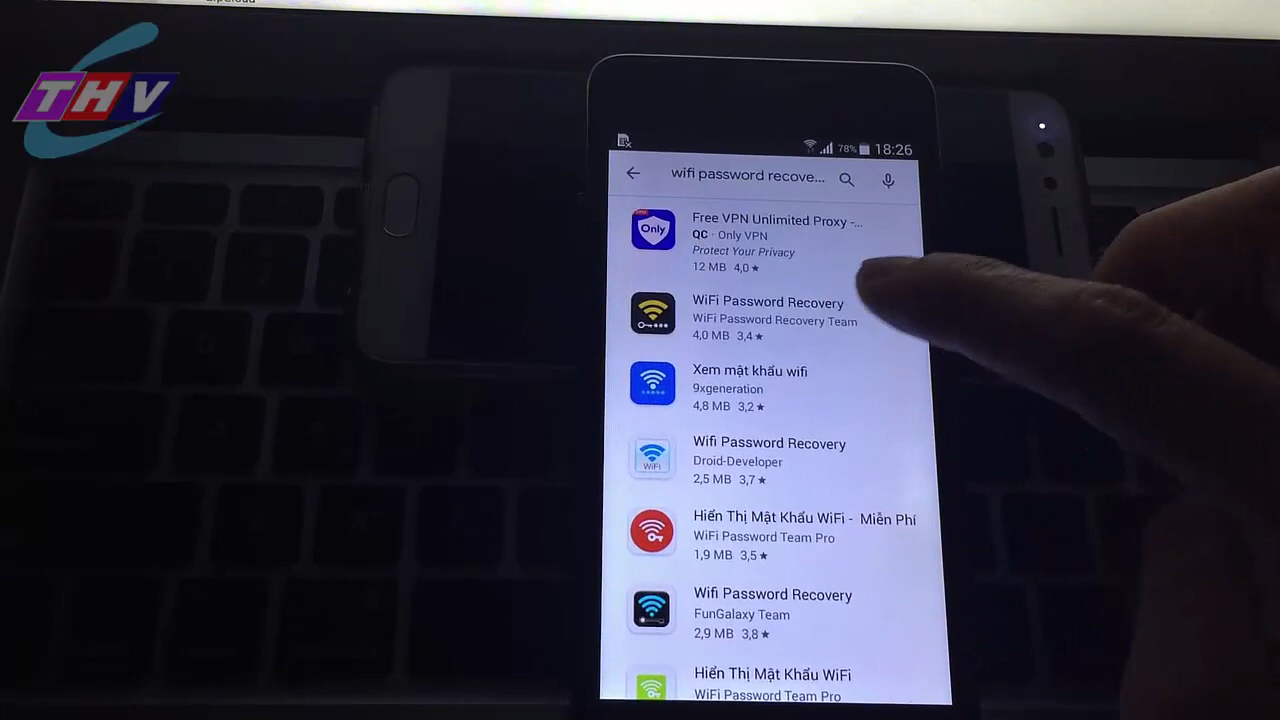 THV
78% 18:26
wifi password recove...
Free VPN Unlimited Proxy -...
Only
QC · Only VPN
Protect Your Privacy
12 MB 4,0★
WiFi Password Recovery
WiFi Password Recovery Team
4,0 MB 3,4★
Xem mật khẩu wifi
9xgeneration
4,8 MB 3,2★
Wifi Password Recovery
WiFi
Droid-Developer
2,5 MB 3,7★
Hiển Thị Mật Khẩu WiFi - Miễn Phí
WiFi Password Team Pro
1,9 MB 3,5★
Wifi Password Recovery
FunGalaxy Team
2,9 MB 3,8★
Hiển Thị Mật Khẩu WiFi
WiFi Password Team Pro